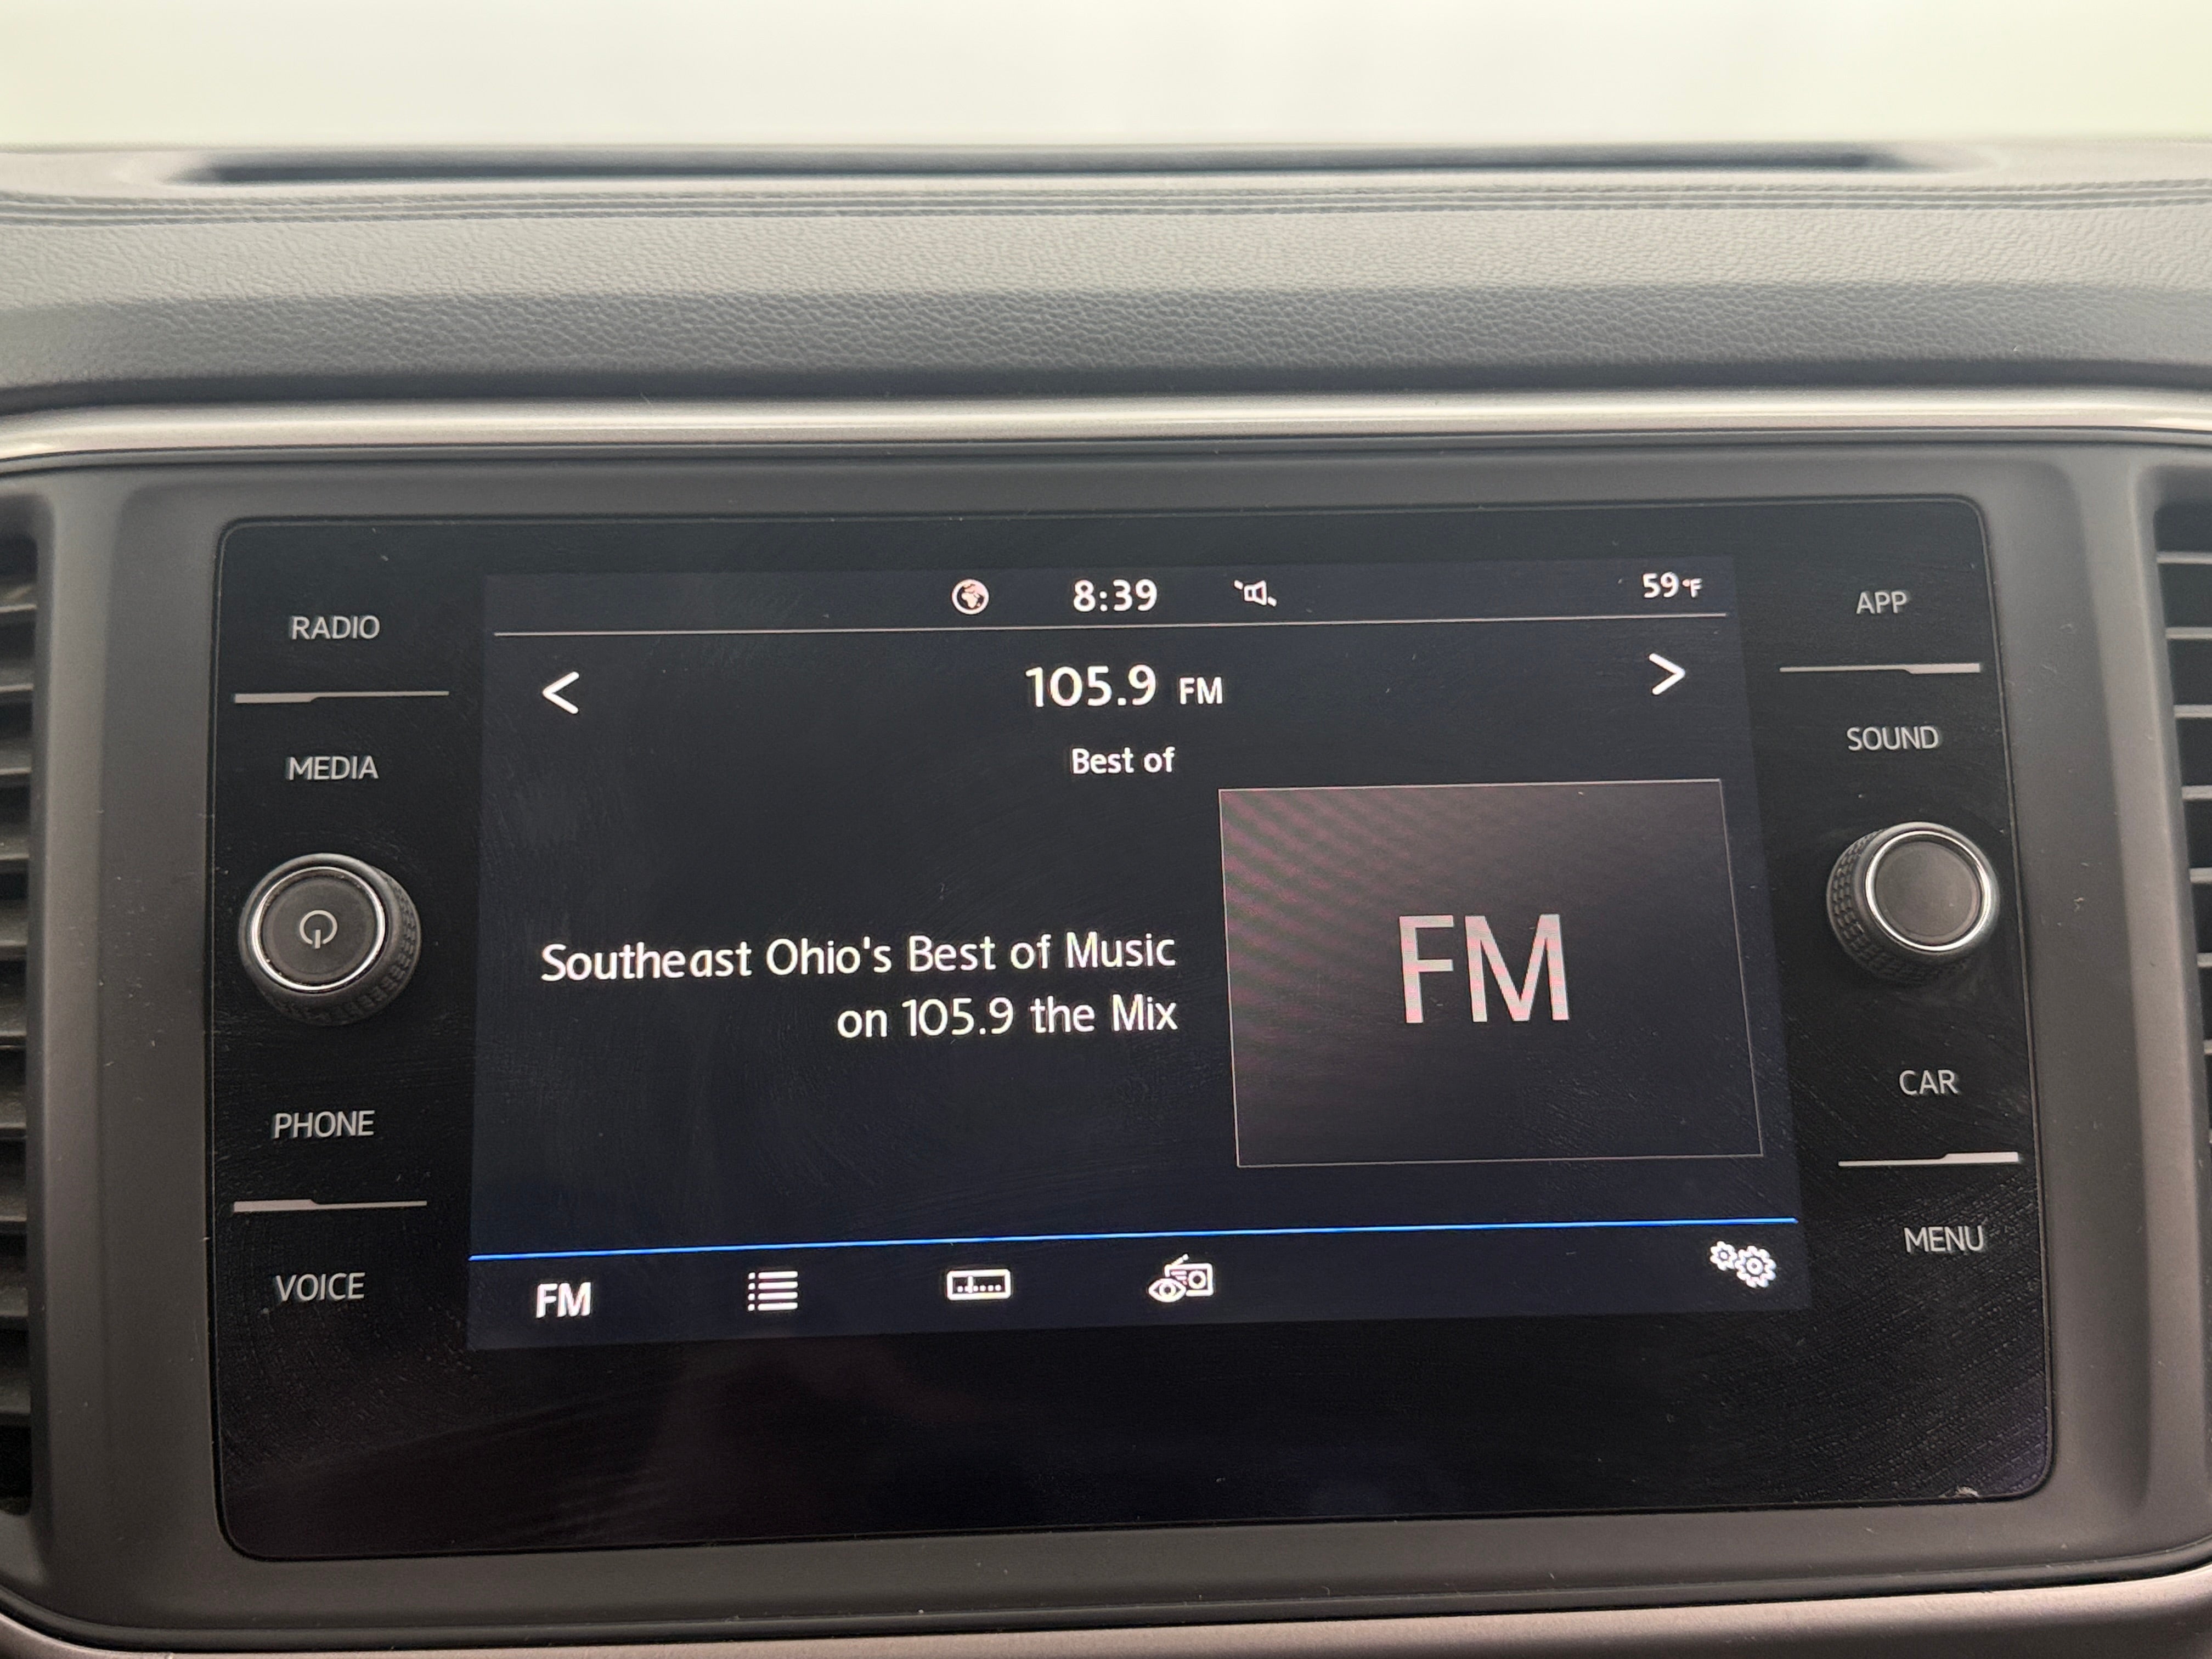 RADIO
MEDIA
PHONE
VOICE
8:39
59°F
105.9 FM
Best of
Southeast Ohio's Best of Music
on 105.9 the Mix
FM
FM
APP
SOUND
CAR
MENU